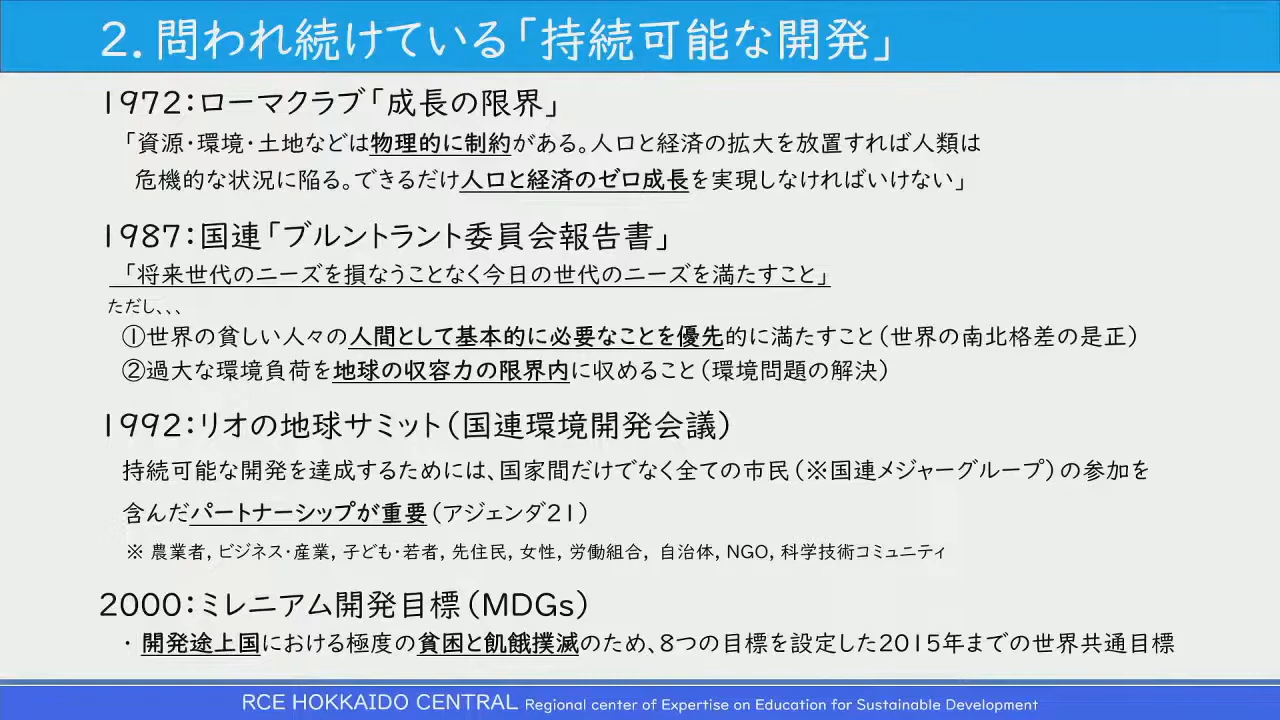 2．問われ続けている「持続可能な開発」
1972：ローマクラブ「成長の限界」
「資源・環境・土地などは物理的に制約がある。人口と経済の拡大を放置すれば人類は
危機的な状況に陥る。できるだけ人口と経済のゼロ成長を実現しなければいけない」
1987：国連「ブルントラント委員会報告書」
「将来世代のニーズを損なうことなく今日の世代のニーズを満たすこと」
ただし、、、
①世界の貧しい人々の人間として基本的に必要なことを優先的に満たすこと（世界の南北格差の是正）
②過大な環境負荷を地球の収容力の限界内に収めること（環境問題の解決）
1992：リオの地球サミット（国連環境開発会議）
持続可能な開発を達成するためには、国家間だけでなく全ての市民（※国連メジャーグループ）の参加を
含んだパートナーシップが重要（アジェンダ21）
※ 農業者, ビジネス・産業, 子ども・若者, 先住民, 女性, 労働組合, 自治体, NGO, 科学技術コミュニティ
2000：ミレニアム開発目標（MDGs）
・ 開発途上国における極度の貧困と飢餓撲滅のため、8つの目標を設定した2015年までの世界共通目標
RCE HOKKAIDO CENTRAL Regional center of Expertise on Education for Sustainable Development